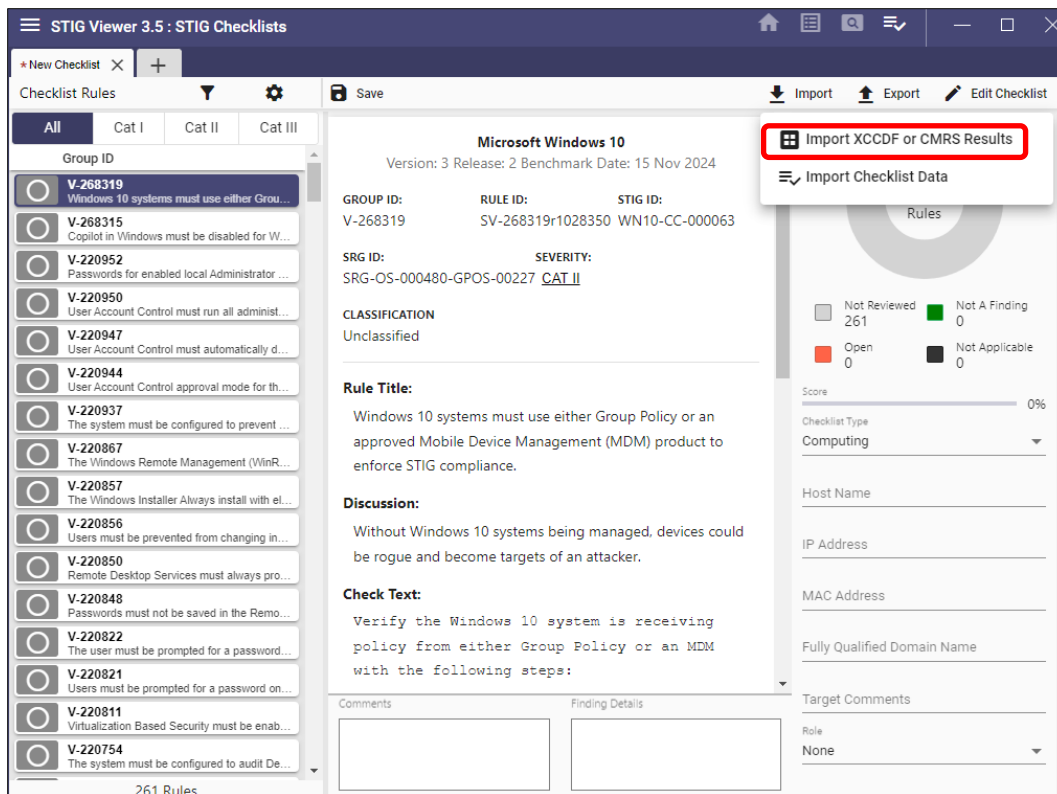 STIG Viewer 3.5 : STIG Checklists
* New Checklist
Checklist Rules
Save
Import
Export
Edit Checklist
All
Cat I
Cat II
Cat III
Import XCCDF or CMRS Results
Import Checklist Data
Group ID
V-268319
Windows 10 systems must use either Grou...
V-268315
Copilot in Windows must be disabled for W...
V-220952
Passwords for enabled local Administrator ...
V-220950
User Account Control must run all administ...
V-220947
User Account Control must automatically d...
V-220944
User Account Control approval mode for th...
V-220937
The system must be configured to prevent ...
V-220867
The Windows Remote Management (WinR...
V-220857
The Windows Installer Always install with el...
V-220856
Users must be prevented from changing in...
V-220850
Remote Desktop Services must always pro...
V-220848
Passwords must not be saved in the Remo...
V-220822
The user must be prompted for a password...
V-220821
Users must be prompted for a password on...
V-220811
Virtualization Based Security must be enab...
V-220754
The system must be configured to audit De...
261 Rules
Microsoft Windows 10
Version: 3 Release: 2 Benchmark Date: 15 Nov 2024
GROUP ID:
RULE ID:
STIG ID:
V-268319
SV-268319r1028350
WN10-CC-000063
SRG ID:
SEVERITY:
SRG-OS-000480-GPOS-00227
CAT II
CLASSIFICATION
Unclassified
Rule Title:
Windows 10 systems must use either Group Policy or an
approved Mobile Device Management (MDM) product to
enforce STIG compliance.
Discussion:
Without Windows 10 systems being managed, devices could
be rogue and become targets of an attacker.
Check Text:
Verify the Windows 10 system is receiving
policy from either Group Policy or an MDM
with the following steps:
Comments
Finding Details
Rules
Not Reviewed
261
Not A Finding
0
Open
0
Not Applicable
0
Score
0%
Checklist Type
Computing
Host Name
IP Address
MAC Address
Fully Qualified Domain Name
Target Comments
Role
None